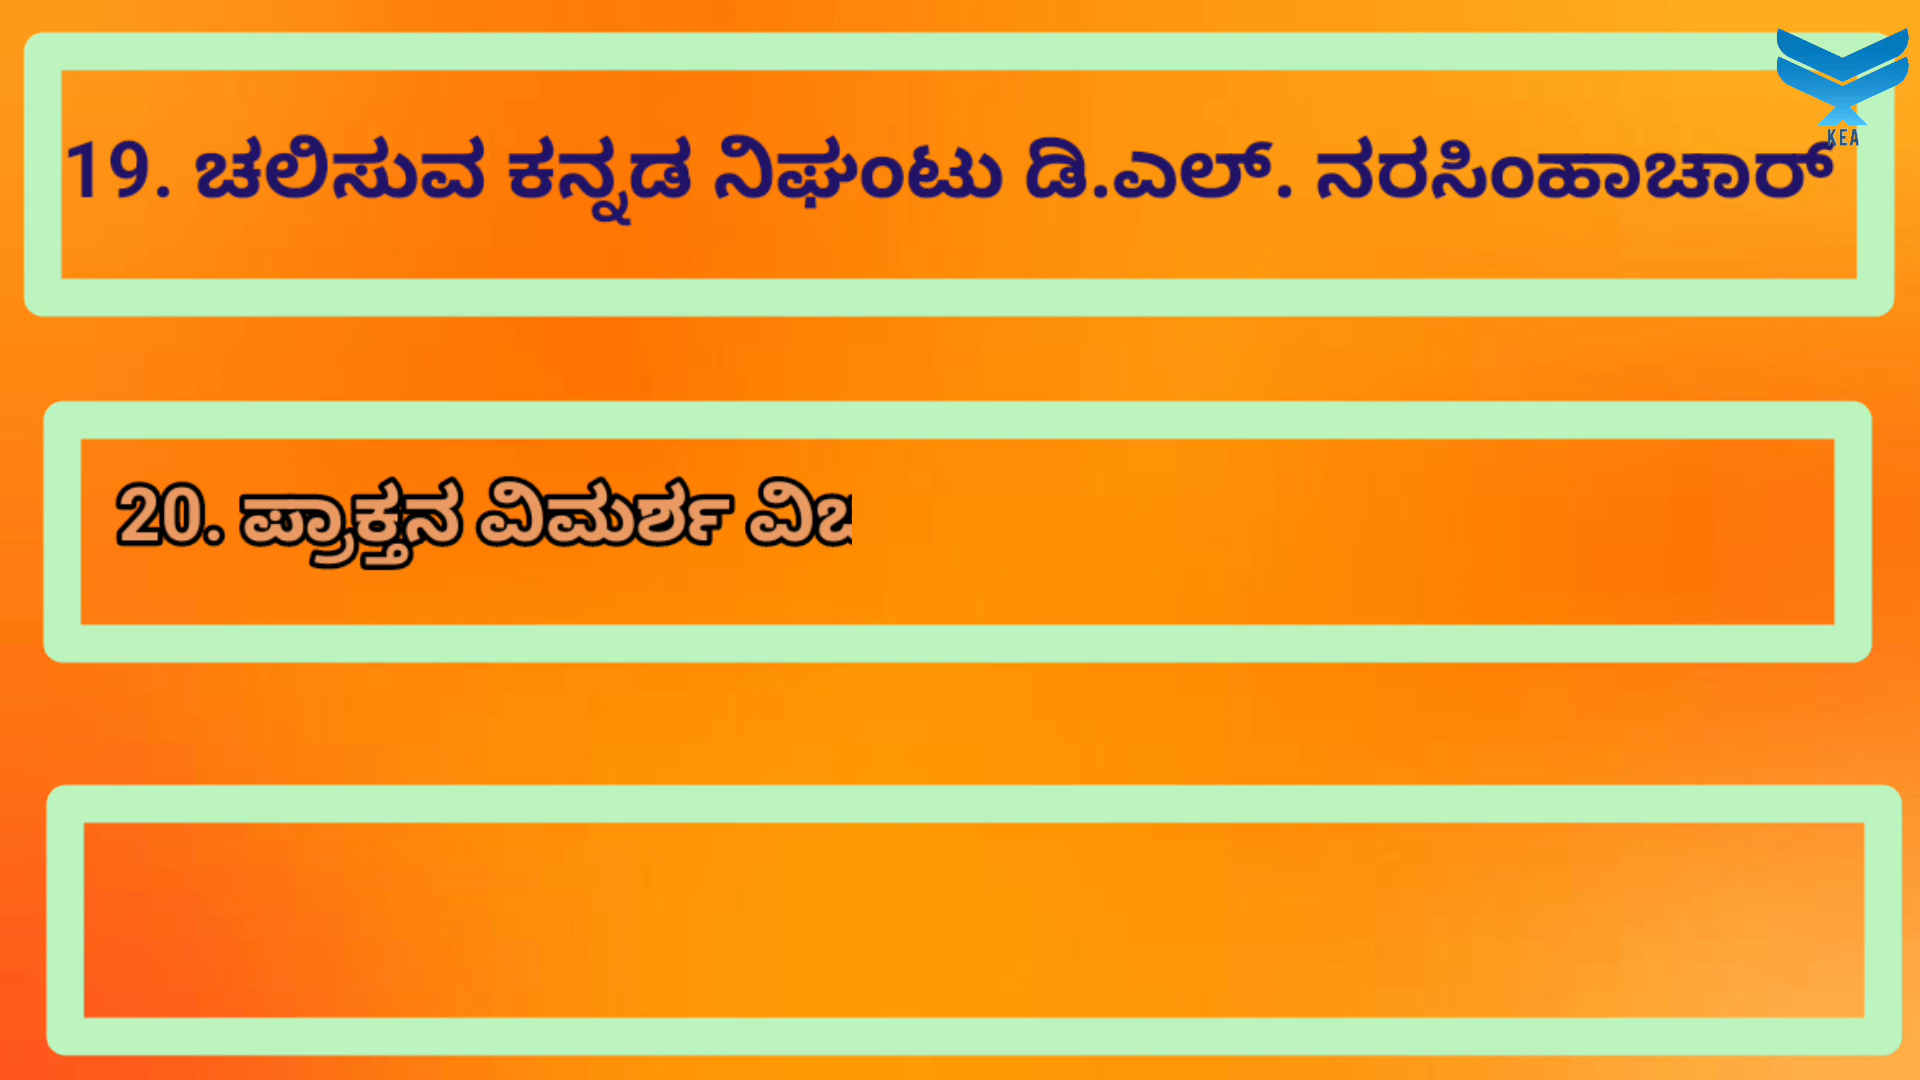 KEA
19. ಚಲಿಸುವ ಕನ್ನಡ ನಿಘಂಟು ಡಿ.ಎಲ್. ನರಸಿಂಹಾಚಾರ್
20. ಪ್ರಾಕ್ತನ ವಿಮರ್ಶ